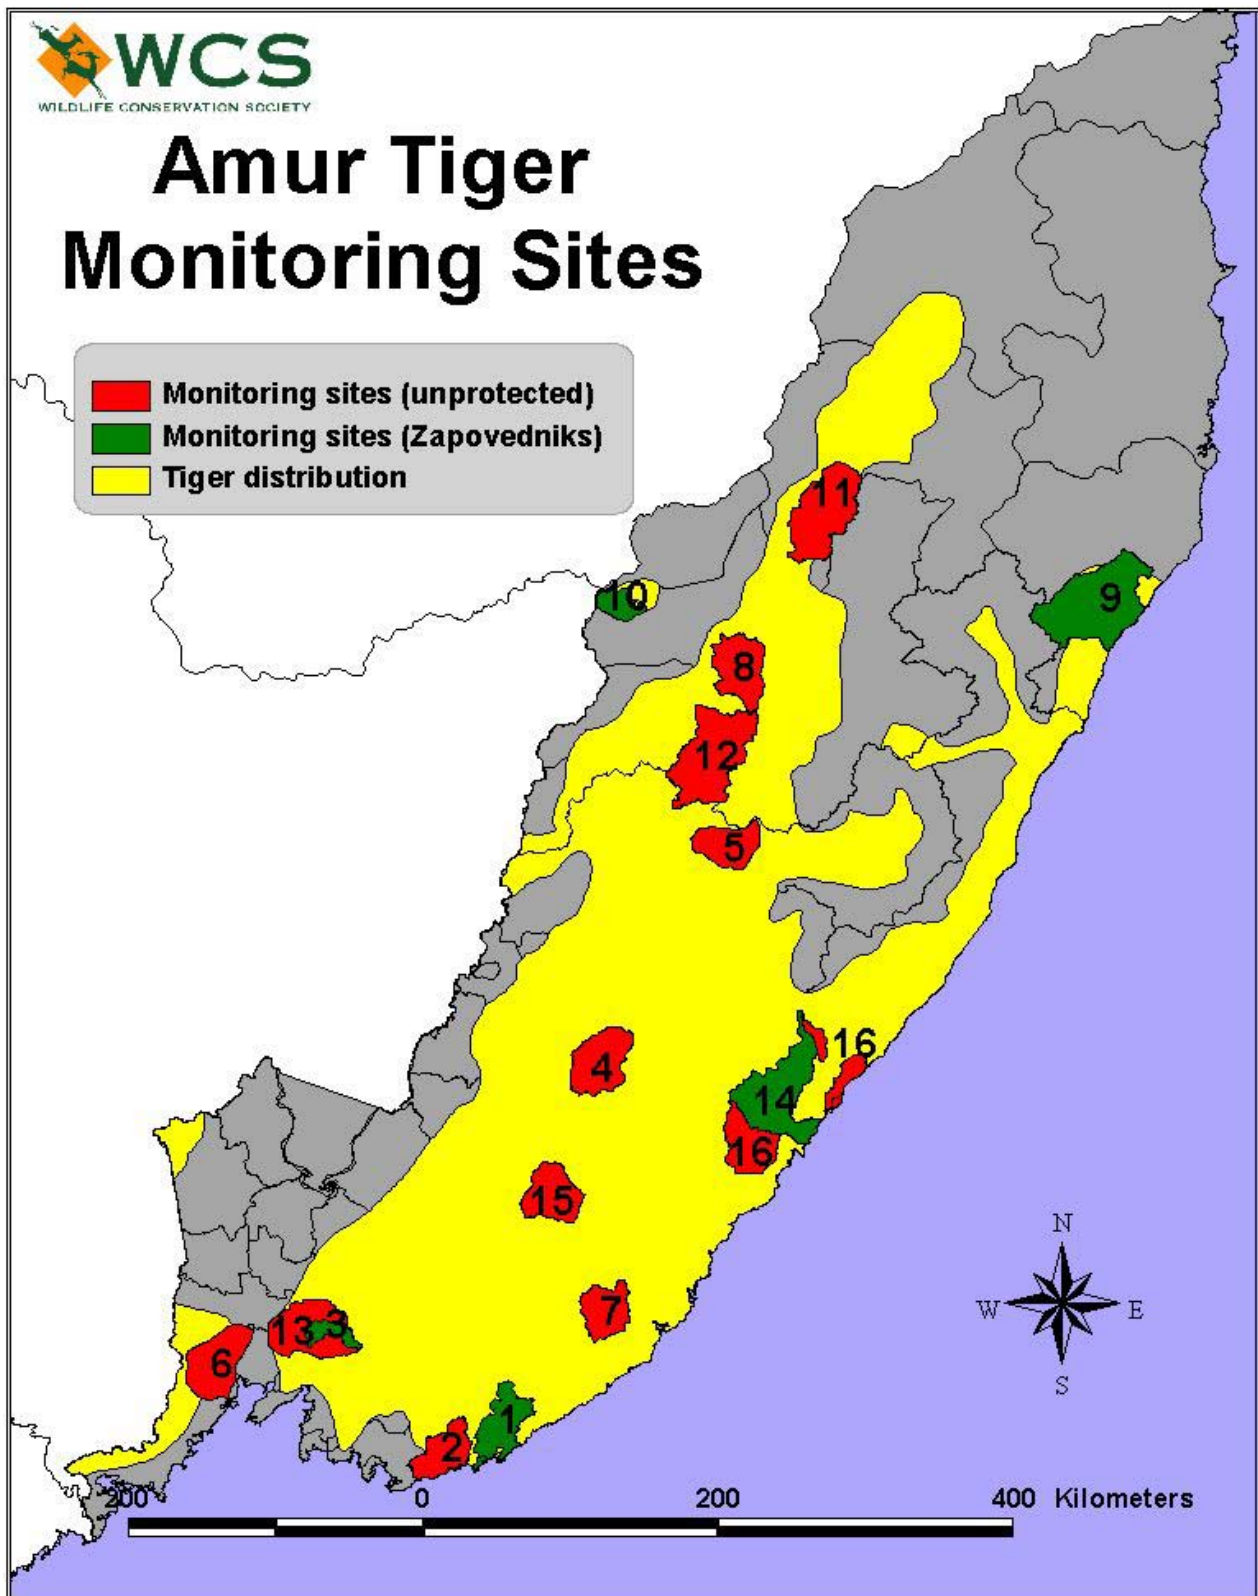 WCS
WILDLIFE CONSERVATION SOCIETY
Amur Tiger
Monitoring Sites
Monitoring sites (unprotected)
Monitoring sites (Zapovedniks)
Tiger distribution
11
10
9
8
12
5
16
4
14
16
15
N
W
E
S
7
13
3
6
1
2
200 0 200 400 Kilometers